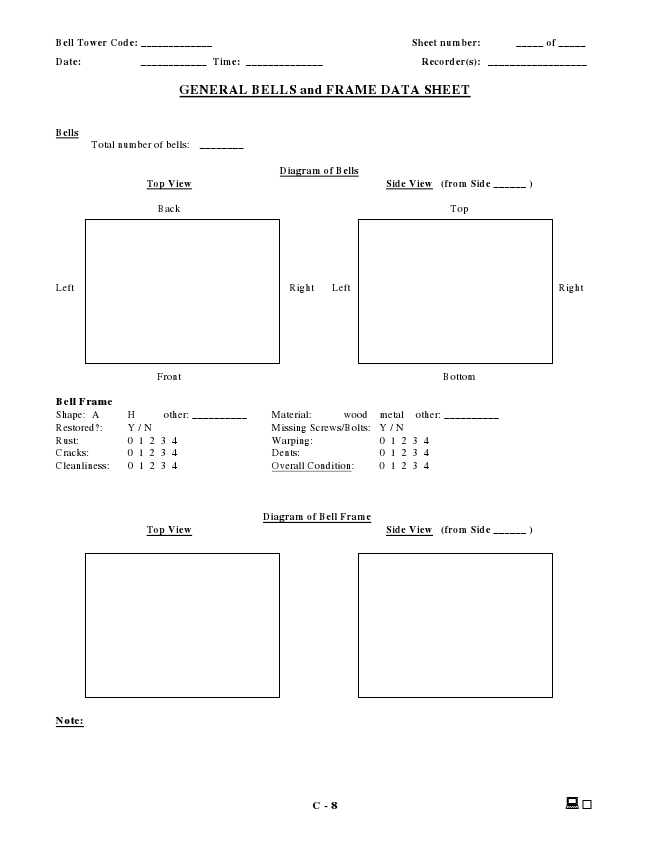 Bell Tower Code: _____________ Sheet number: _____ of _____
Date: ____________ Time: ______________ Recorder(s): __________________
GENERAL BELLS and FRAME DATA SHEET
Bells
Total number of bells: ________
Diagram of Bells
Top View Side View (from Side ______ )
Back Top
Left Right Left Right
Front Bottom
Bell Frame
Shape: A H other: __________ Material: wood metal other: __________
Restored?: Y / N Missing Screws/Bolts: Y / N
Rust: 0 1 2 3 4 Warping: 0 1 2 3 4
Cracks: 0 1 2 3 4 Dents: 0 1 2 3 4
Cleanliness: 0 1 2 3 4 Overall Condition: 0 1 2 3 4
Diagram of Bell Frame
Top View Side View (from Side ______ )
Note:
C - 8